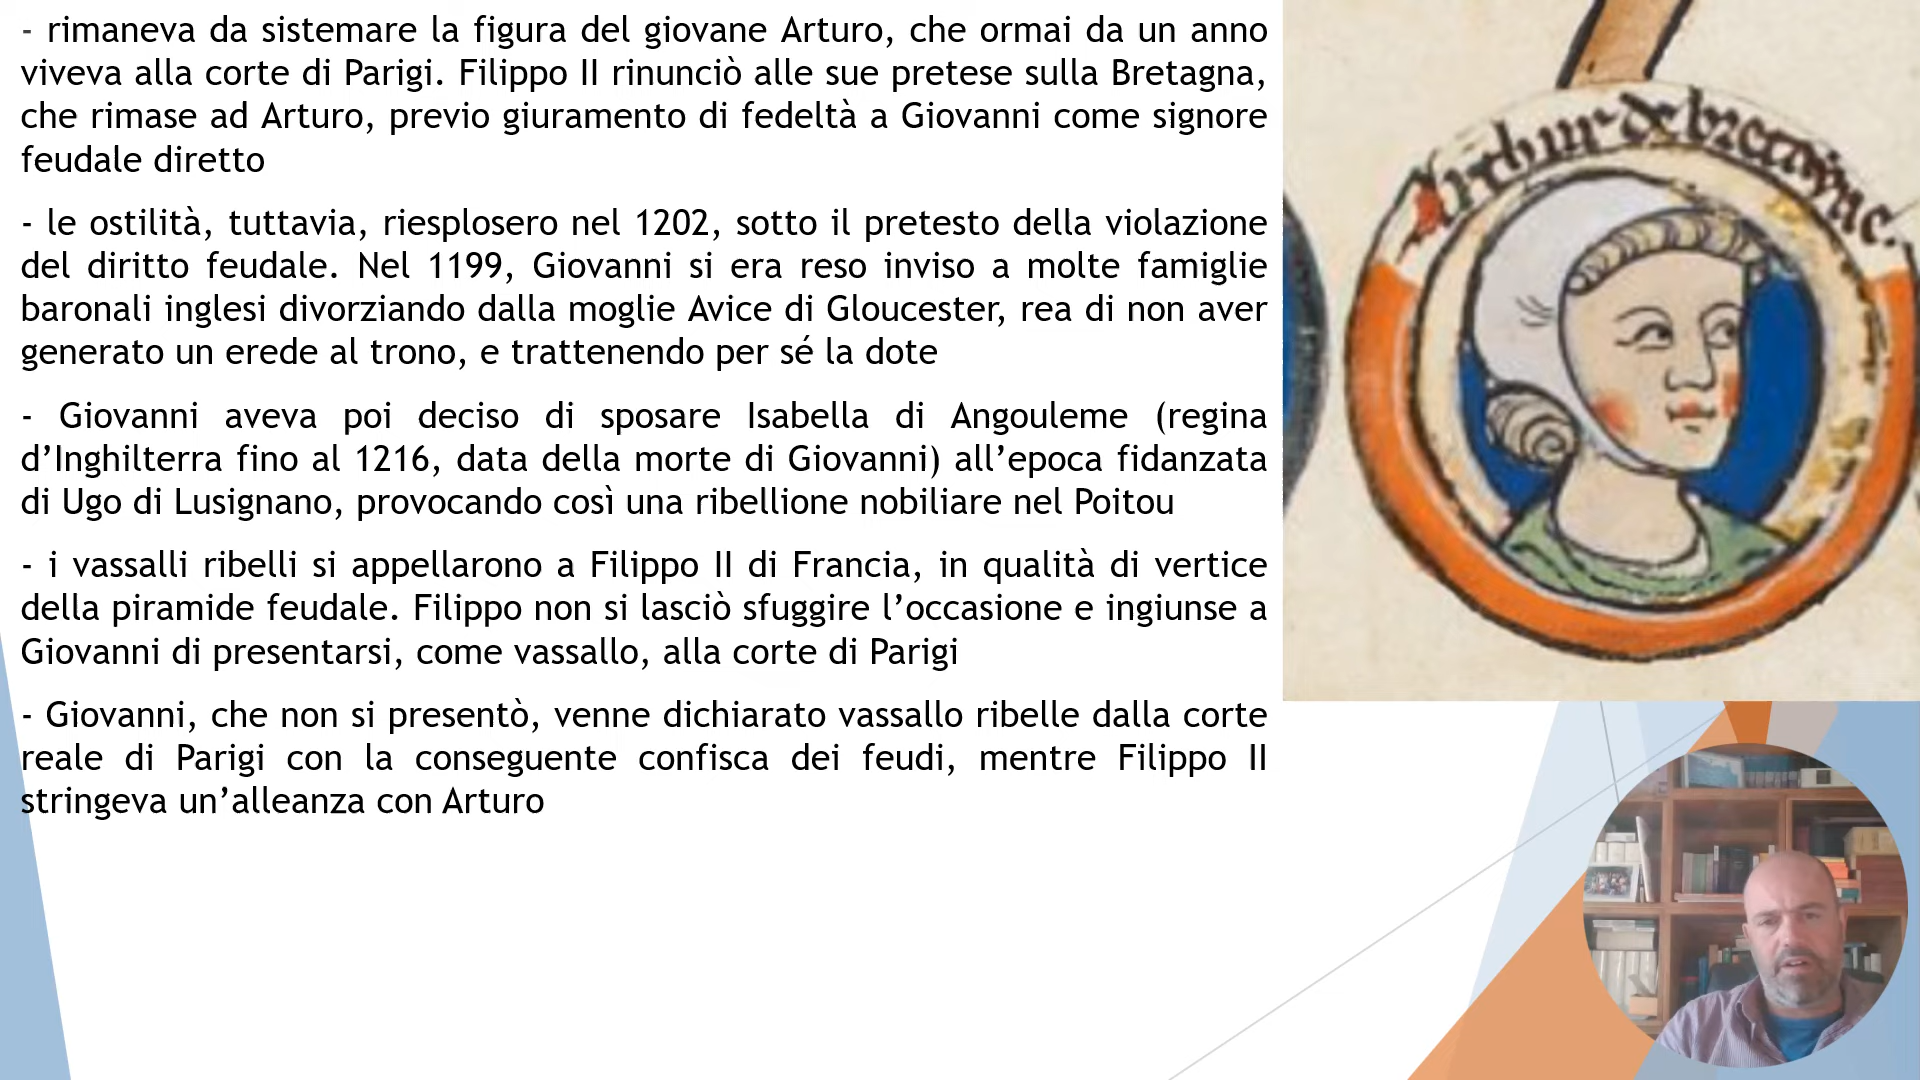 - rimaneva da sistemare la figura del giovane Arturo, che ormai da un anno
viveva alla corte di Parigi. Filippo II rinunciò alle sue pretese sulla Bretagna,
che rimase ad Arturo, previo giuramento di fedeltà a Giovanni come signore
feudale diretto
- le ostilità, tuttavia, riesplosero nel 1202, sotto il pretesto della violazione
del diritto feudale. Nel 1199, Giovanni si era reso inviso a molte famiglie
baronali inglesi divorziando dalla moglie Avice di Gloucester, rea di non aver
generato un erede al trono, e trattenendo per sé la dote
- Giovanni aveva poi deciso di sposare Isabella di Angouleme (regina
d’Inghilterra fino al 1216, data della morte di Giovanni) all’epoca fidanzata
di Ugo di Lusignano, provocando così una ribellione nobiliare nel Poitou
- i vassalli ribelli si appellarono a Filippo II di Francia, in qualità di vertice
della piramide feudale. Filippo non si lasciò sfuggire l’occasione e ingiunse a
Giovanni di presentarsi, come vassallo, alla corte di Parigi
- Giovanni, che non si presentò, venne dichiarato vassallo ribelle dalla corte
reale di Parigi con la conseguente confisca dei feudi, mentre Filippo II
stringeva un’alleanza con Arturo
Arthur de bretayne.